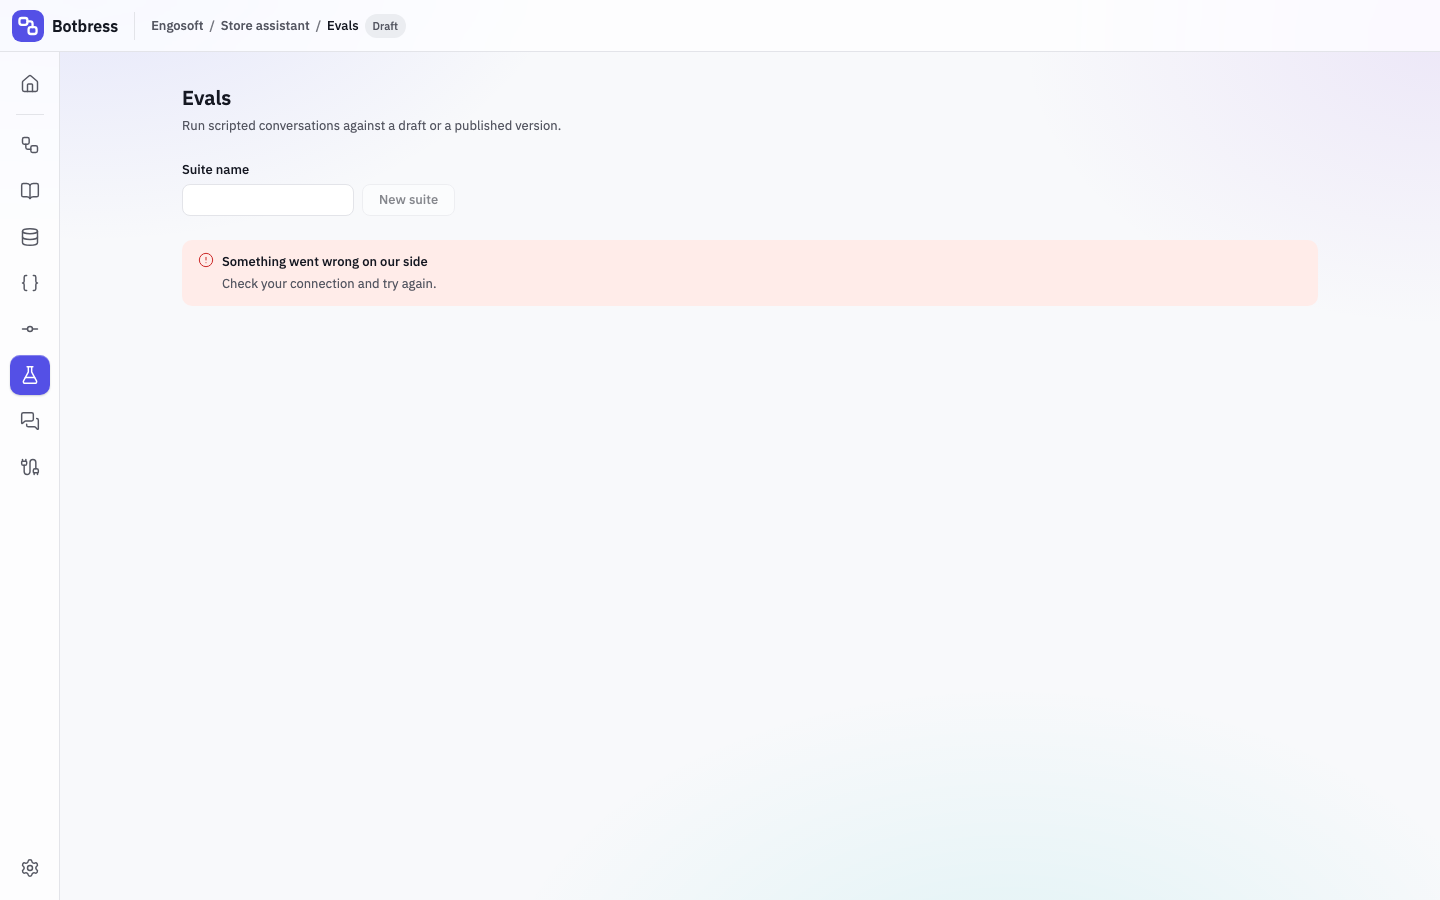 Botbress
Engosoft / Store assistant / Evals Draft
Evals
Run scripted conversations against a draft or a published version.
Suite name
New suite
Something went wrong on our side
Check your connection and try again.